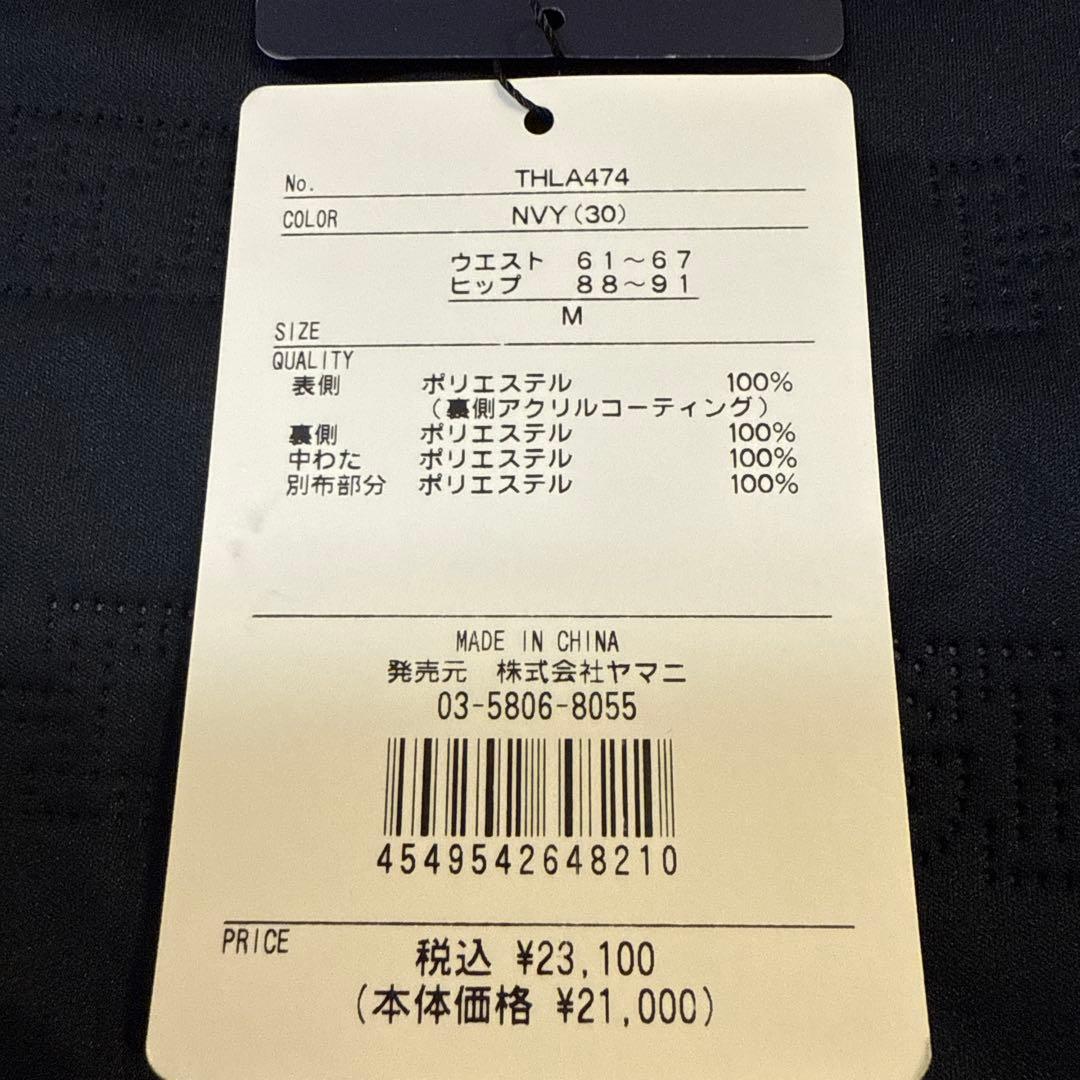 No. THLA474
COLOR NVY(30)
ウエスト 61~67
ヒップ 88~91
SIZE M
QUALITY
表側 ポリエステル 100%
(裏側アクリルコーティング)
裏側 ポリエステル 100%
中わた ポリエステル 100%
別布部分 ポリエステル 100%
MADE IN CHINA
発売元 株式会社ヤマニ
03-5806-8055
4549542648210
PRICE 税込 ¥23,100
(本体価格 ¥21,000)